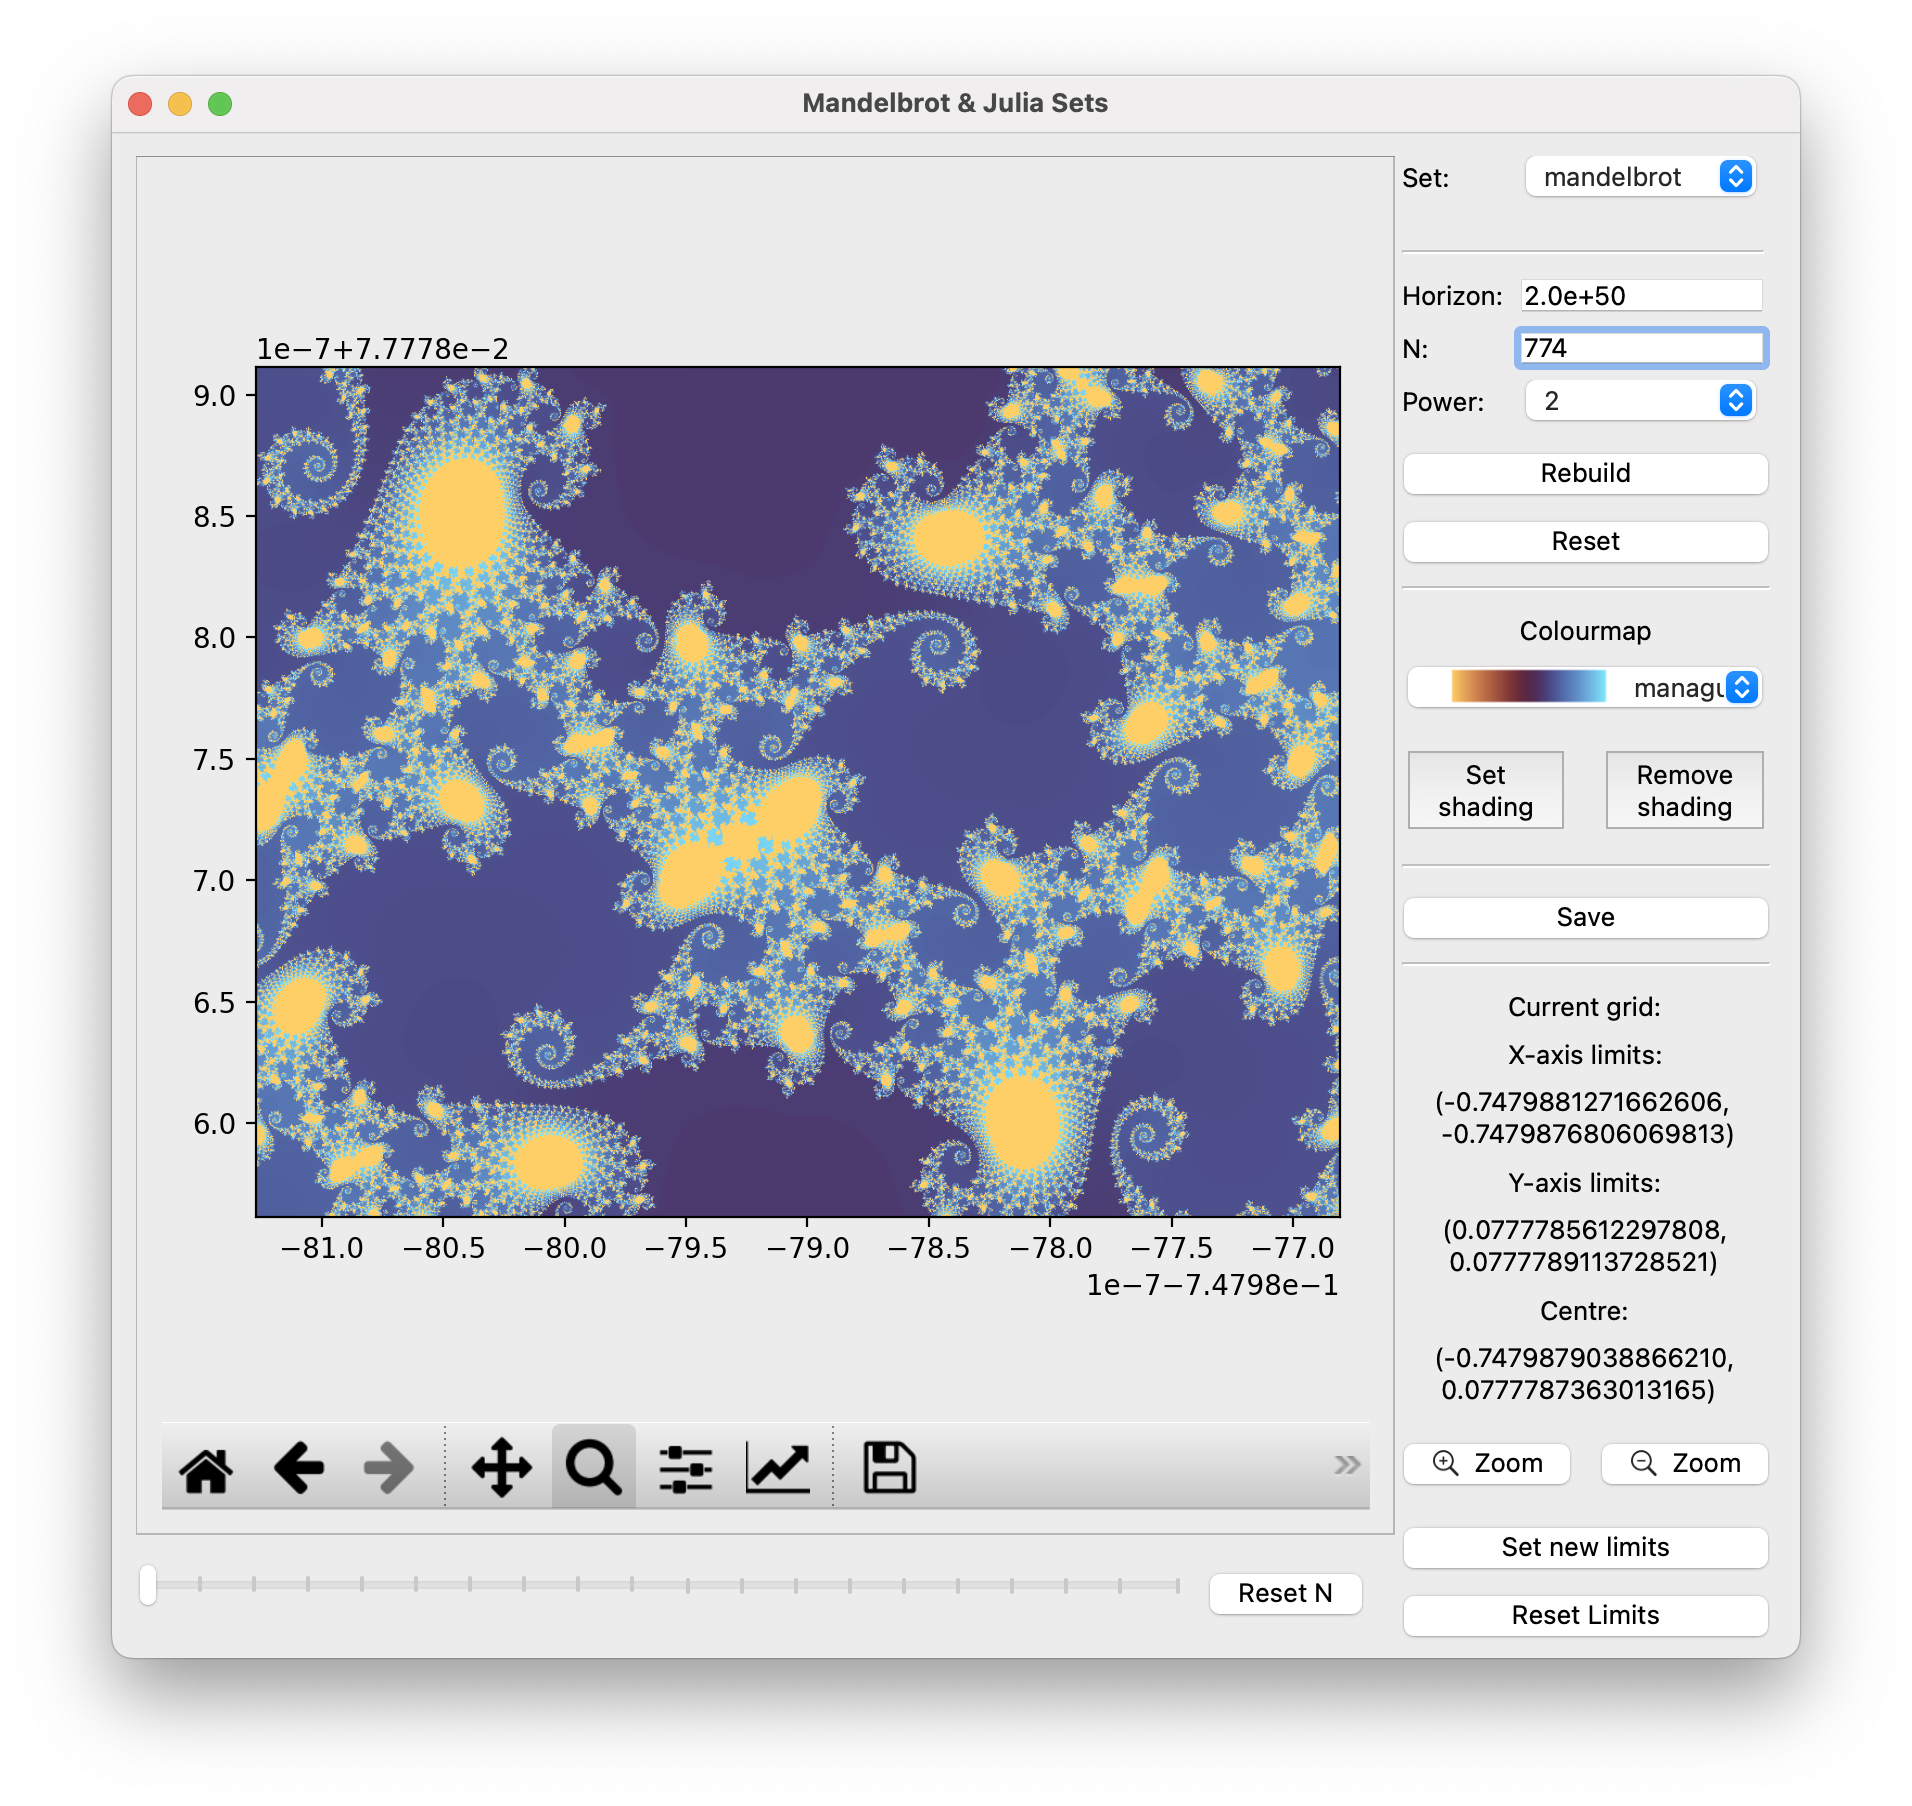 Mandelbrot & Julia Sets
Set:
mandelbrot
Horizon:
2.0e+50
N:
774
Power:
2
Rebuild
Reset
Colourmap
managu
Set
shading
Remove
shading
Save
Current grid:
X-axis limits:
(-0.7479881271662606,
-0.7479876806069813)
Y-axis limits:
(0.0777785612297808,
0.0777789113728521)
Centre:
(-0.7479879038866210,
0.0777787363013165)
Zoom
Zoom
Set new limits
Reset Limits
1e−7+7.7778e−2
9.0
8.5
8.0
7.5
7.0
6.5
6.0
−81.0 −80.5 −80.0 −79.5 −79.0 −78.5 −78.0 −77.5 −77.0
1e−7−7.4798e−1
Reset N